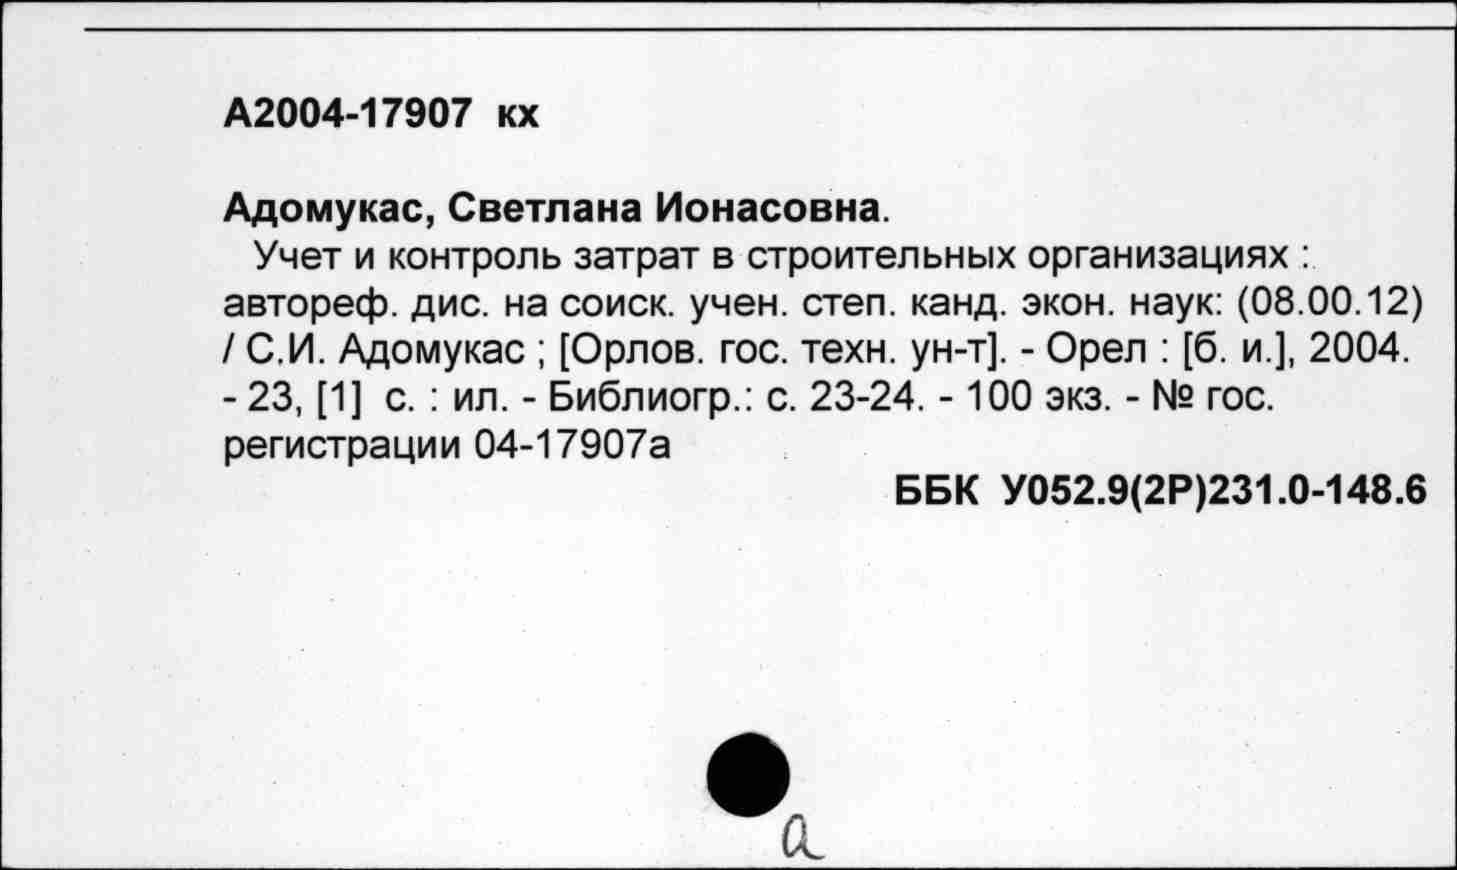 А2004-17907 кх
Адомукас, Светлана Ионасовна.
Учет и контроль затрат в строительных организациях :
автореф. дис. на соиск. учен. степ. канд. экон. наук: (08.00.12)
/ С.И. Адомукас ; [Орлов. гос. техн. ун-т]. - Орел : [б. и.], 2004.
- 23, [1] с. : ил. - Библиогр.: с. 23-24. - 100 экз. - № гос.
регистрации 04-17907а
ББК У052.9(2Р)231.0-148.6
а